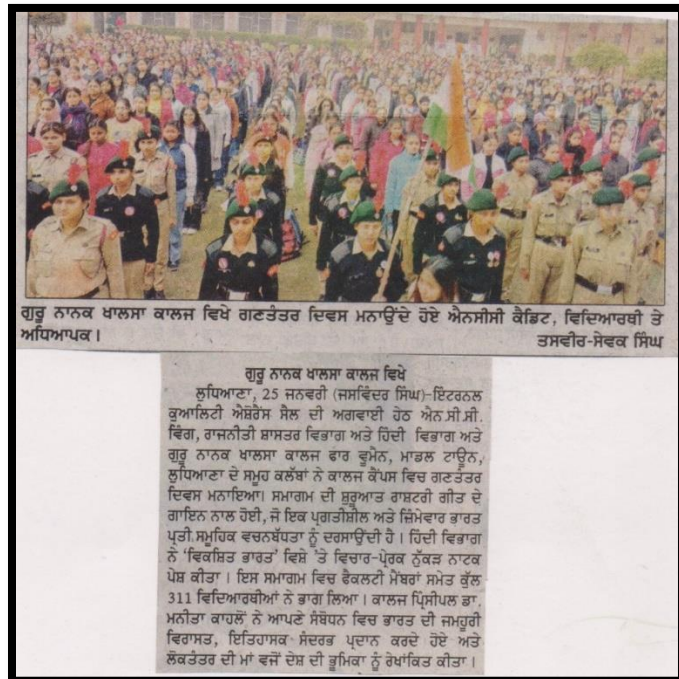 ਗੁਰੂ ਨਾਨਕ ਖਾਲਸਾ ਕਾਲਜ ਵਿਖੇ ਗਣਤੰਤਰ ਦਿਵਸ ਮਨਾਉਂਦੇ ਹੋਏ ਐਨਸੀਸੀ ਕੈਡਿਟ, ਵਿਦਿਆਰਥੀ ਤੇ
ਅਧਿਆਪਕ। ਤਸਵੀਰ-ਸੇਵਕ ਸਿੰਘ
ਗੁਰੂ ਨਾਨਕ ਖਾਲਸਾ ਕਾਲਜ ਵਿਖੇ
ਲੁਧਿਆਣਾ, 25 ਜਨਵਰੀ (ਜਸਵਿੰਦਰ ਸਿੰਘ)-ਇੰਟਰਨਲ
ਕੁਆਲਿਟੀ ਐਸ਼ੋਰੈਂਸ ਸੈਲ ਦੀ ਅਗਵਾਈ ਹੇਠ ਐਨ.ਸੀ.ਸੀ.
ਵਿੰਗ, ਰਾਜਨੀਤੀ ਸ਼ਾਸਤਰ ਵਿਭਾਗ ਅਤੇ ਹਿੰਦੀ ਵਿਭਾਗ ਅਤੇ
ਗੁਰੂ ਨਾਨਕ ਖਾਲਸਾ ਕਾਲਜ ਫਾਰ ਵੂਮੈਨ, ਮਾਡਲ ਟਾਊਨ,
ਲੁਧਿਆਣਾ ਦੇ ਸਮੂਹ ਕਲੱਬਾਂ ਨੇ ਕਾਲਜ ਕੈਂਪਸ ਵਿਚ ਗਣਤੰਤਰ
ਦਿਵਸ ਮਨਾਇਆ। ਸਮਾਗਮ ਦੀ ਸ਼ੁਰੂਆਤ ਰਾਸ਼ਟਰੀ ਗੀਤ ਦੇ
ਗਾਇਨ ਨਾਲ ਹੋਈ, ਜੋ ਇਕ ਪ੍ਰਗਤੀਸ਼ੀਲ ਅਤੇ ਜ਼ਿੰਮੇਵਾਰ ਭਾਰਤ
ਪ੍ਰਤੀ ਸਮੂਹਿਕ ਵਚਨਬੱਧਤਾ ਨੂੰ ਦਰਸਾਉਂਦੀ ਹੈ। ਹਿੰਦੀ ਵਿਭਾਗ
ਨੇ 'ਵਿਕਸ਼ਿਤ ਭਾਰਤ' ਵਿਸ਼ੇ 'ਤੇ ਵਿਚਾਰ-ਪ੍ਰੇਰਕ ਨੁੱਕੜ ਨਾਟਕ
ਪੇਸ਼ ਕੀਤਾ। ਇਸ ਸਮਾਗਮ ਵਿਚ ਫੈਕਲਟੀ ਮੈਂਬਰਾਂ ਸਮੇਤ ਕੁੱਲ
311 ਵਿਦਿਆਰਥੀਆਂ ਨੇ ਭਾਗ ਲਿਆ। ਕਾਲਜ ਪ੍ਰਿੰਸੀਪਲ ਡਾ.
ਮਨੀਤਾ ਕਾਹਲੋਂ ਨੇ ਆਪਣੇ ਸੰਬੋਧਨ ਵਿਚ ਭਾਰਤ ਦੀ ਜਮਹੂਰੀ
ਵਿਰਾਸਤ, ਇਤਿਹਾਸਕ ਸੰਦਰਭ ਪ੍ਰਦਾਨ ਕਰਦੇ ਹੋਏ ਅਤੇ
ਲੋਕਤੰਤਰ ਦੀ ਮਾਂ ਵਜੋਂ ਦੇਸ਼ ਦੀ ਭੂਮਿਕਾ ਨੂੰ ਰੇਖਾਂਕਿਤ ਕੀਤਾ।